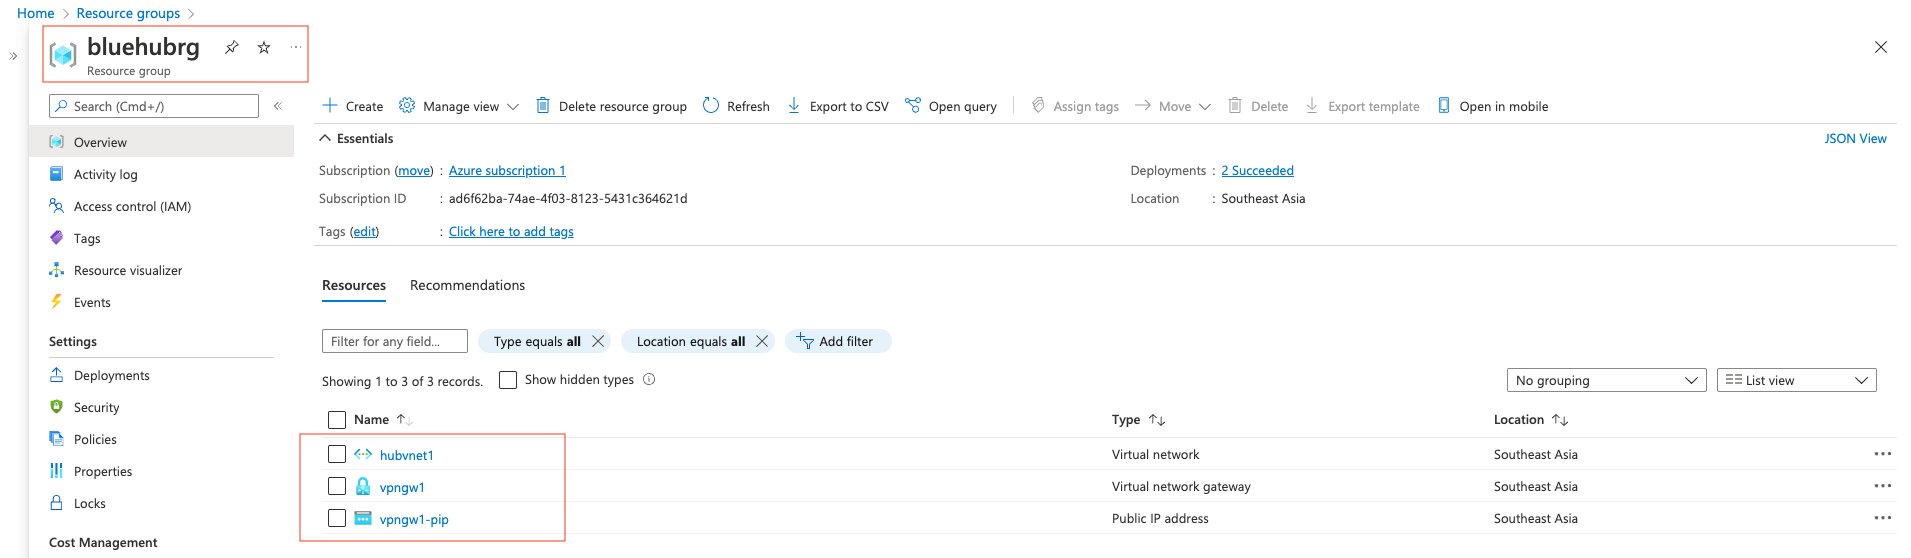 Home > Resource groups >
bluehubrg
Resource group
Search (Cmd+/)
Overview
Activity log
Access control (IAM)
Tags
Resource visualizer
Events
Settings
Deployments
Security
Policies
Properties
Locks
Cost Management
Create Manage view Delete resource group Refresh Export to CSV Open query Assign tags Move Delete Export template Open in mobile
Essentials JSON View
Subscription (move) : Azure subscription 1 Deployments : 2 Succeeded
Subscription ID : ad6f62ba-74ae-4f03-8123-5431c364621d Location : Southeast Asia
Tags (edit) : Click here to add tags
Resources Recommendations
Filter for any field... Type equals all Location equals all Add filter
Showing 1 to 3 of 3 records. Show hidden types No grouping List view
Name Type Location
hubvnet1 Virtual network Southeast Asia
vpngw1 Virtual network gateway Southeast Asia
vpngw1-pip Public IP address Southeast Asia